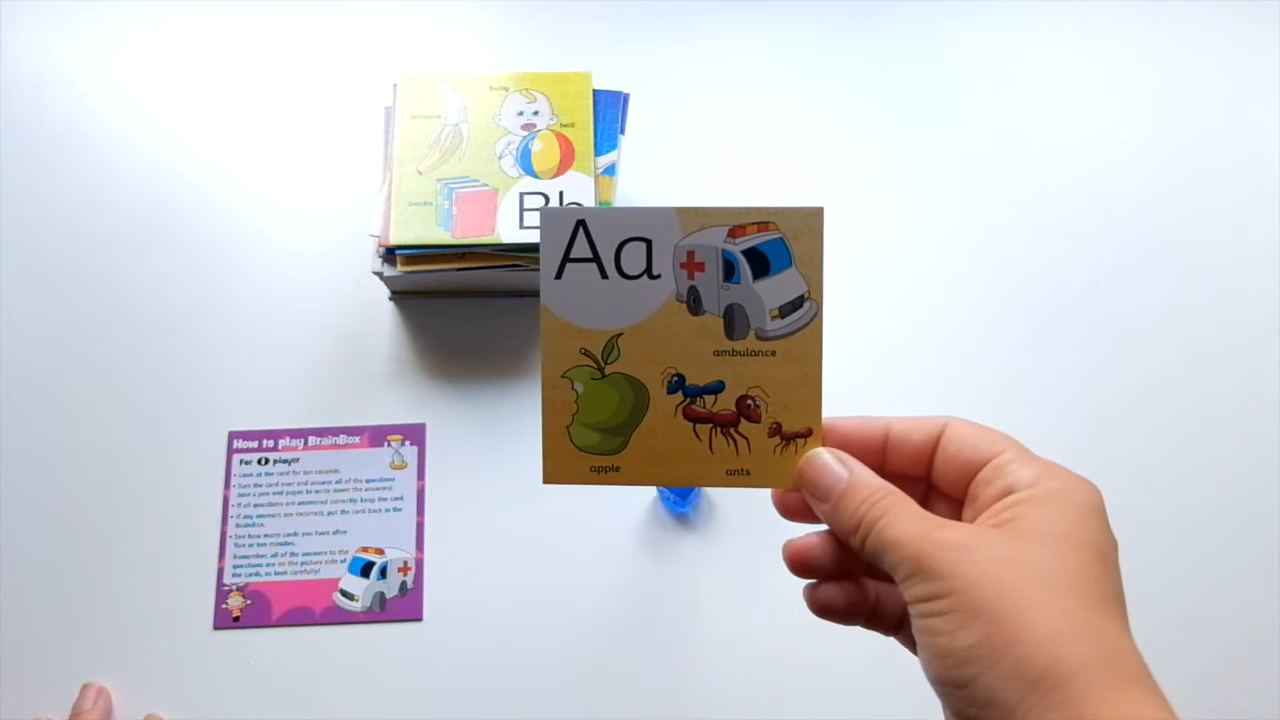 baby
banana
ball
books
Bb
Aa
ambulance
apple
ants
How to play BrainBox
For 1 player
• Look at the card for ten seconds.
• Turn the card over and answer all of the questions
(use a pen and paper to write down the answers).
• If all questions are answered correctly, keep the card.
• If any answers are incorrect, put the card back in the
BrainBox.
• See how many cards you have after
five or ten minutes.
Remember, all of the answers to the
questions are on the picture side of
the cards, so look carefully!